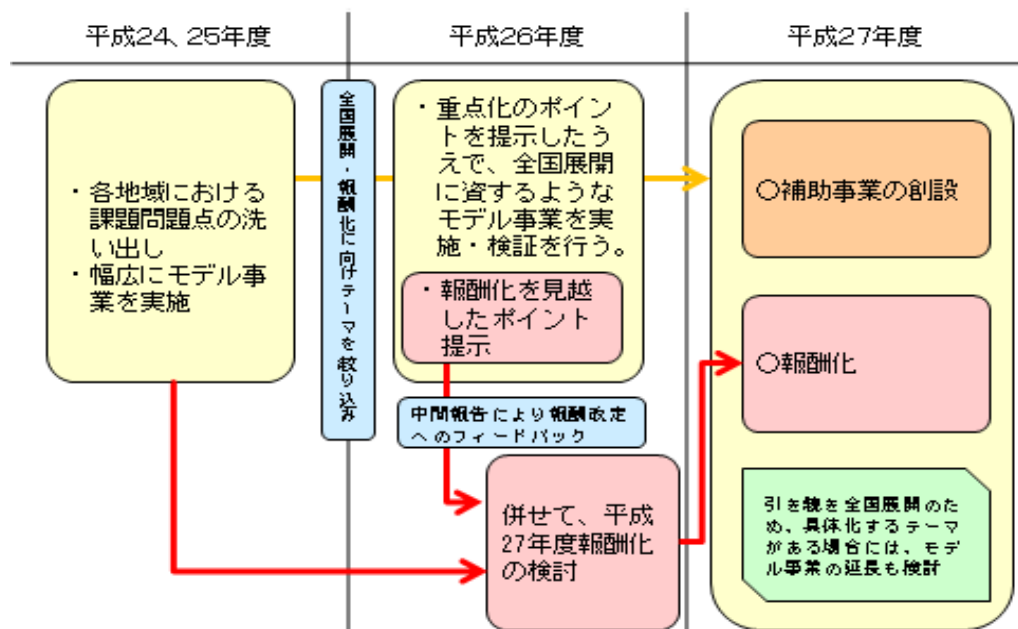 平成24、25年度
平成26年度
平成27年度
・各地域における
課題問題点の洗
い出し
・幅広にモデル事
業を実施
全国展開・報酬化に向けテーマを絞り込み
・重点化のポイン
トを提示したう
えで、全国展開
に資するような
モデル事業を実
施・検証を行う。
・報酬化を見越
したポイント
提示
中間報告により報酬改定
へのフィードバック
併せて、平成
27年度報酬化
の検討
○補助事業の創設
○報酬化
引き続き全国展開のた
め、具体化するテーマ
がある場合には、モデ
ル事業の延長も検討